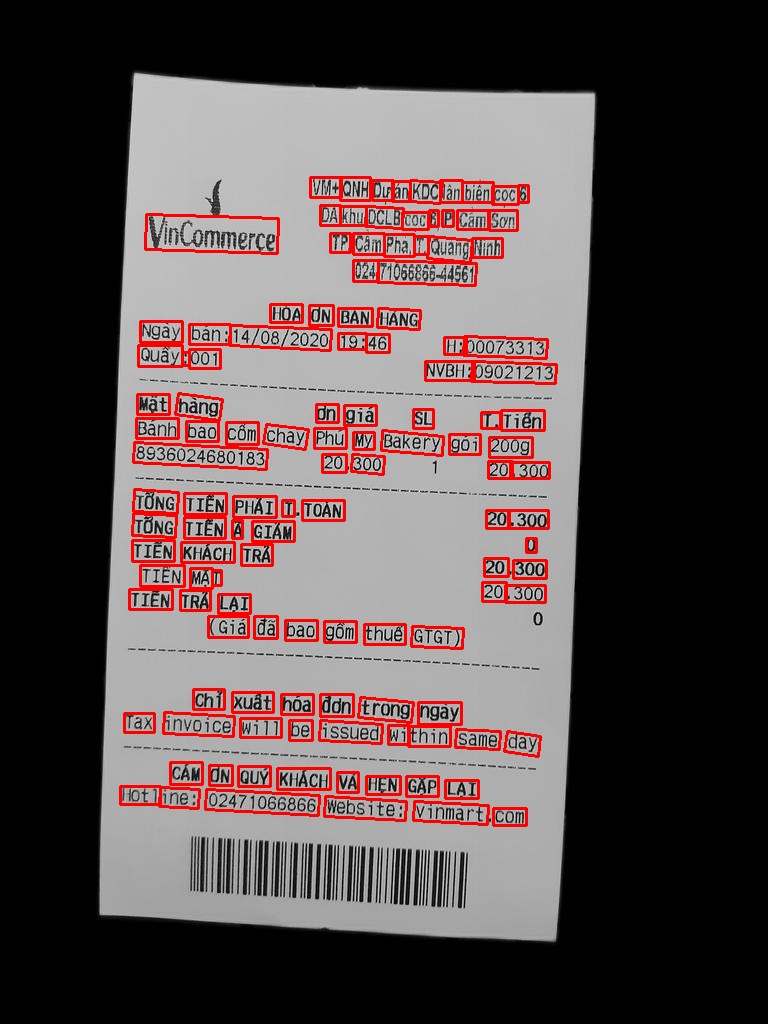 VinCommerce
VM+ QNH Dự án KDC lấn biển cọc 6
DA khu DCLB cọc 6, P. Cẩm Sơn
TP. Cẩm Phả, T. Quảng Ninh
024 71066866-44561
HÓA ĐƠN BÁN HÀNG
Ngày bán:14/08/2020 19:46 H:00073313
Quầy:001 NVBH:09021213
Mặt hàng Đơn giá SL T.Tiền
Bánh bao cốm chay Phú Mỹ Bakery gói 200g
8936024680183 20.300 1 20.300
TỔNG TIỀN PHẢI T.TOÁN 20.300
TỔNG TIỀN ĐÃ GIẢM 0
TIỀN KHÁCH TRẢ 20.300
TIỀN MẶT 20.300
TIỀN TRẢ LẠI 0
(Giá đã bao gồm thuế GTGT)
Chỉ xuất hóa đơn trong ngày
Tax invoice will be issued within same day
CẢM ƠN QUÝ KHÁCH VÀ HẸN GẶP LẠI
Hotline: 02471066866 Website: vinmart.com